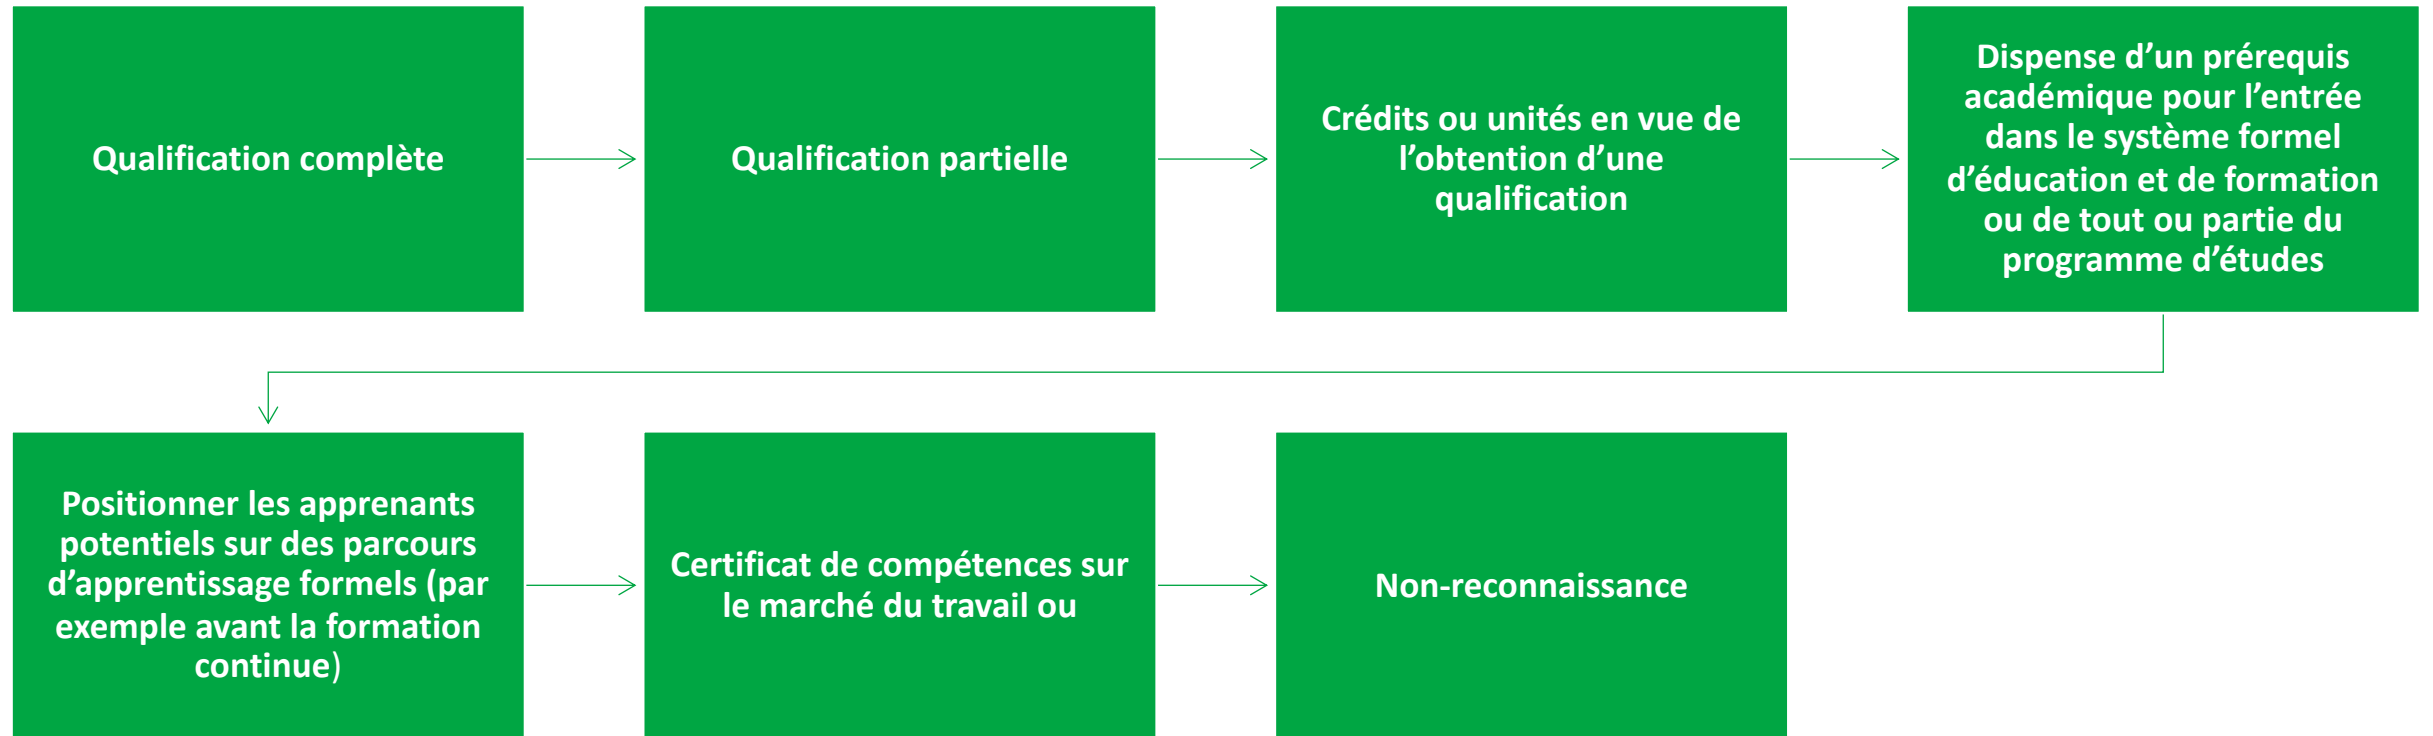 Qualification complète
Qualification partielle
Crédits ou unités en vue de
l’obtention d’une
qualification
Dispense d’un prérequis
académique pour l’entrée
dans le système formel
d’éducation et de formation
ou de tout ou partie du
programme d’études
Positionner les apprenants
potentiels sur des parcours
d’apprentissage formels (par
exemple avant la formation
continue)
Certificat de compétences sur
le marché du travail ou
Non-reconnaissance